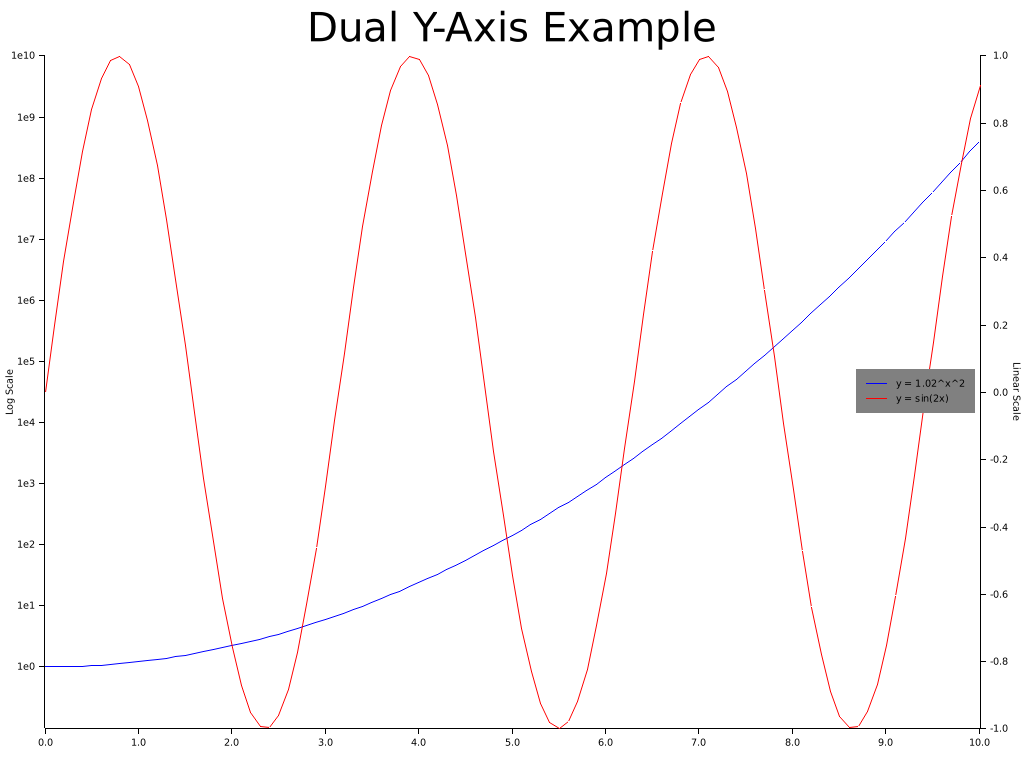 Dual Y-Axis Example
1e10
1e9
1e8
1e7
1e6
1e5
1e4
1e3
1e2
1e1
1e0
Log Scale
1.0
0.8
0.6
0.4
0.2
0.0
-0.2
-0.4
-0.6
-0.8
-1.0
Linear Scale
y = 1.02^x^2
y = sin(2x)
0.0 1.0 2.0 3.0 4.0 5.0 6.0 7.0 8.0 9.0 10.0